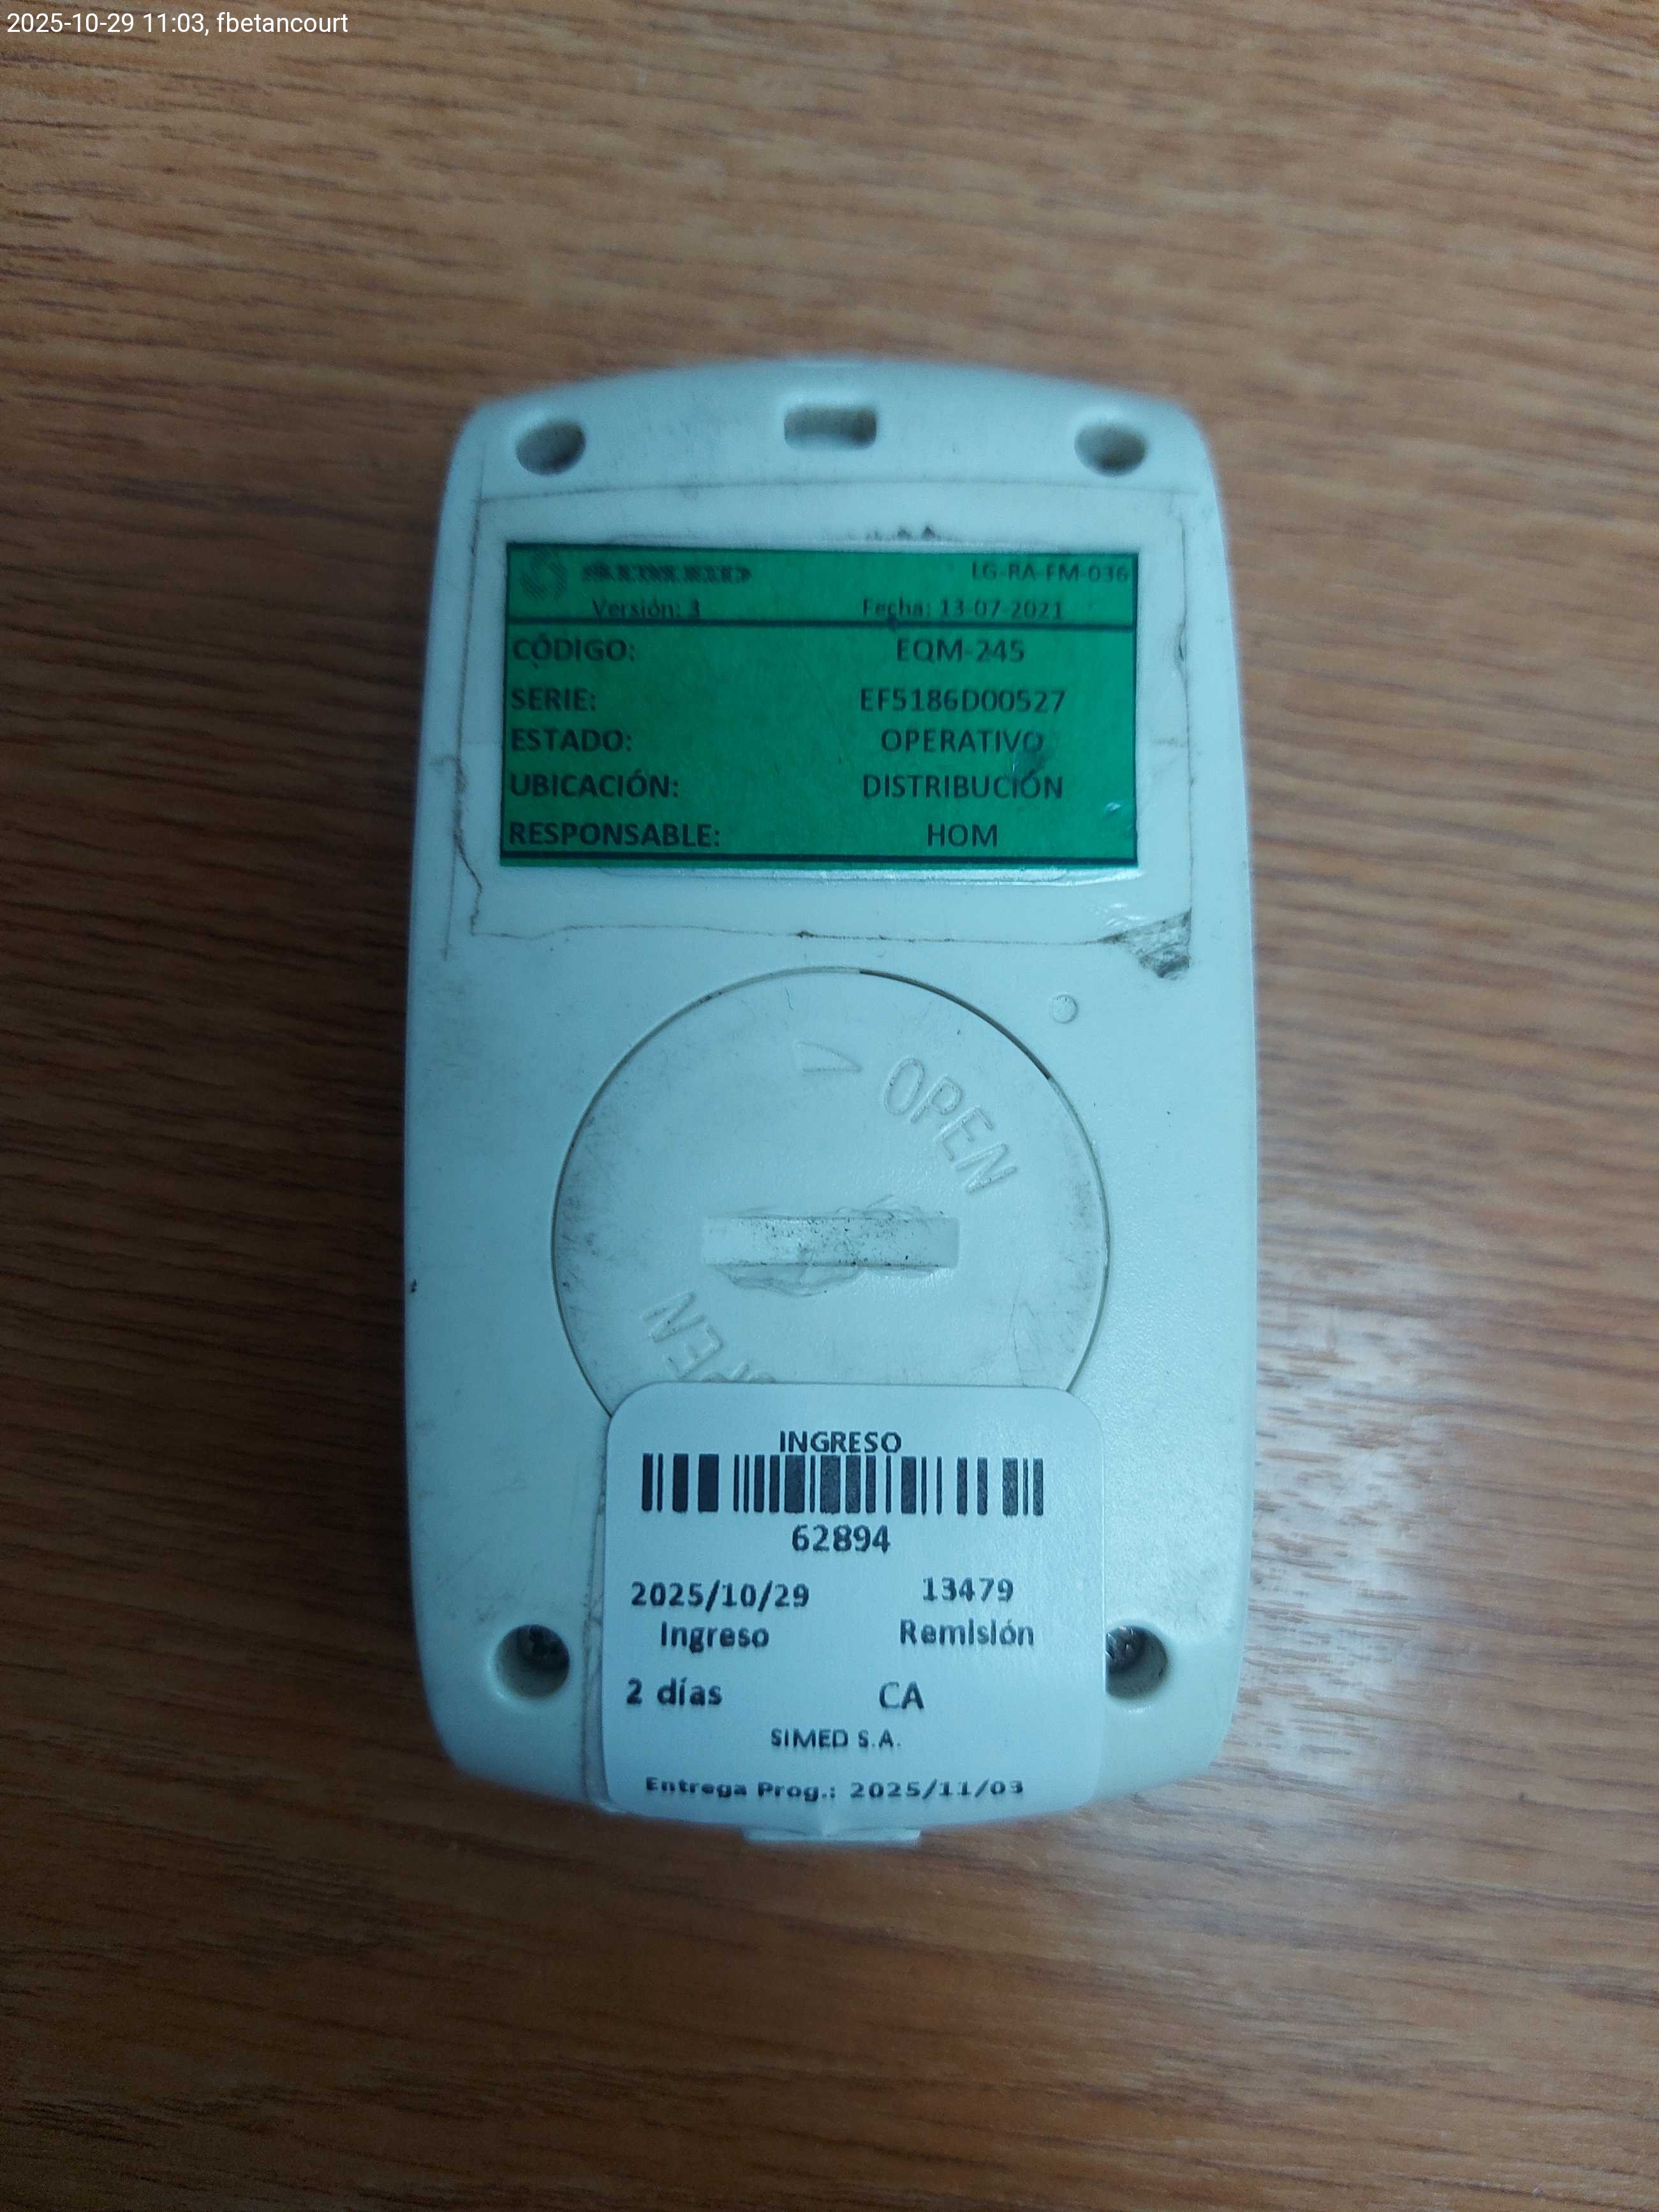 2025-10-29 11:03, fbetancourt
SIMED LG-RA-FM-036
Versión: 3 Fecha: 13-07-2021
CÓDIGO: EQM-245
SERIE: EF5186D00527
ESTADO: OPERATIVO
UBICACIÓN: DISTRIBUCIÓN
RESPONSABLE: HOM
OPEN
OPEN
INGRESO
62894
2025/10/29 13479
Ingreso Remisión
2 días CA
SIMED S.A.
Entrega Prog.: 2025/11/03